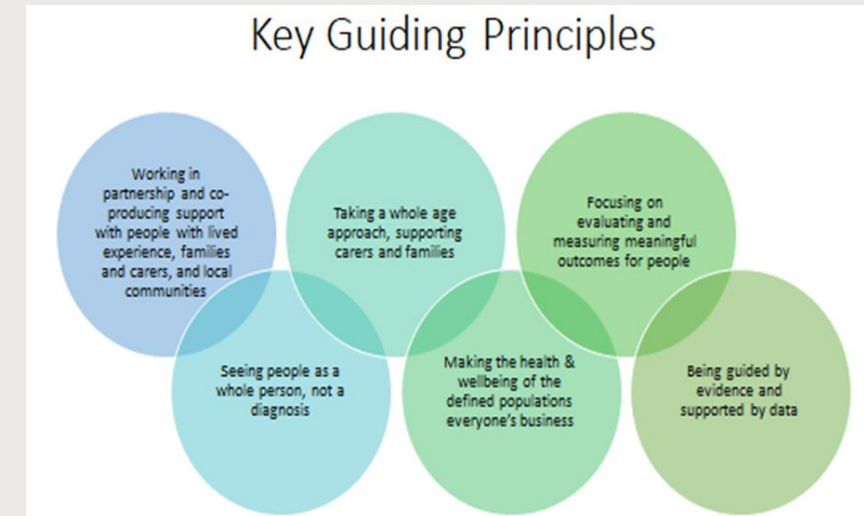 Key Guiding Principles
Working in
partnership and co-
producing support
with people with lived
experience, families
and carers, and local
communities
Seeing people as a
whole person, not a
diagnosis
Taking a whole age
approach, supporting
carers and families
Making the health &
wellbeing of the
defined populations
everyone's business
Focusing on
evaluating and
measuring meaningful
outcomes for people
Being guided by
evidence and
supported by data